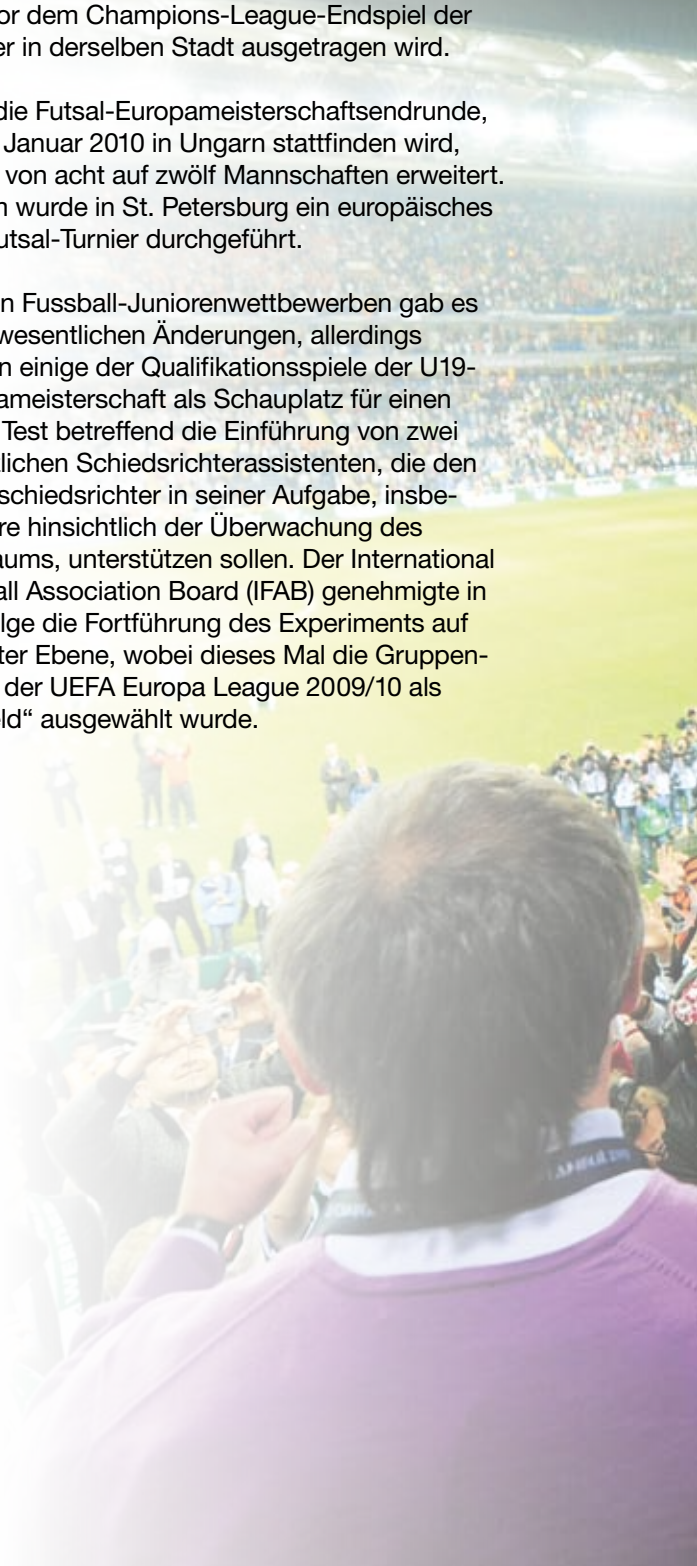 or dem Champions-League-Endspiel der
er in derselben Stadt ausgetragen wird.
die Futsal-Europameisterschaftsendrunde,
Januar 2010 in Ungarn stattfinden wird,
von acht auf zwölf Mannschaften erweitert.
n wurde in St. Petersburg ein europäisches
utsal-Turnier durchgeführt.
n Fussball-Juniorenwettbewerben gab es
wesentlichen Änderungen, allerdings
n einige der Qualifikationsspiele der U19-
ameisterschaft als Schauplatz für einen
Test betreffend die Einführung von zwei
lichen Schiedsrichterassistenten, die den
schiedsrichter in seiner Aufgabe, insbe-
re hinsichtlich der Überwachung des
aums, unterstützen sollen. Der International
all Association Board (IFAB) genehmigte in
lge die Fortführung des Experiments auf
ter Ebene, wobei dieses Mal die Gruppen-
der UEFA Europa League 2009/10 als
ld“ ausgewählt wurde.